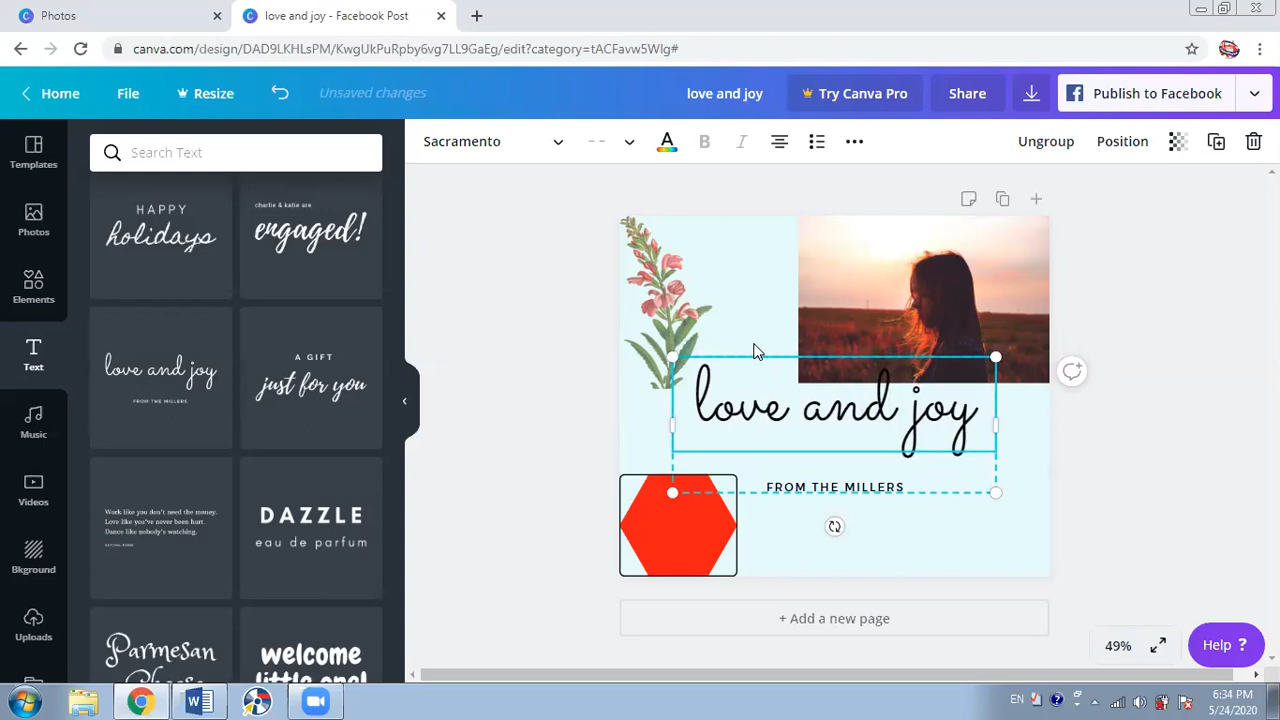 Photos
love and joy - Facebook Post
canva.com/design/DAD9LKHLsPM/KwgUkPuRpby6vg7LL9GaEg/edit?category=tACFavw5WIg#
Home
File
Resize
Unsaved changes
love and joy
Try Canva Pro
Share
Publish to Facebook
Templates
Photos
Elements
Text
Music
Videos
Bkground
Uploads
Search Text
HAPPY
holidays
charlie & katie are
engaged!
love and joy
FROM THE MILLERS
A GIFT
just for you
Work like you don't need the money.
Love like you've never been hurt.
Dance like nobody's watching.
DAZZLE
eau de parfum
Parmesan
Cheese
welcome
little one!
Sacramento
A
B
I
Ungroup
Position
love and joy
FROM THE MILLERS
+ Add a new page
49%
Help ?
EN
6:34 PM
5/24/2020